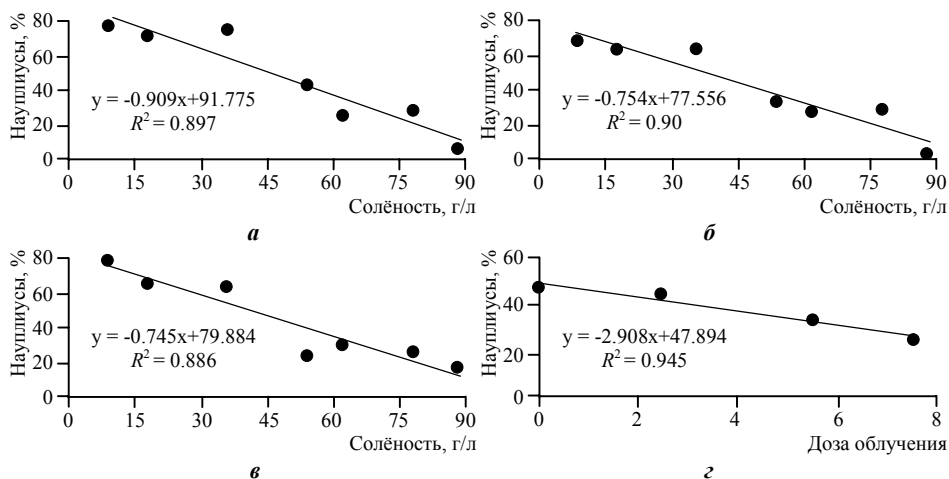 Науплиусы, %
80
60
40
20
0
y = -0.909x+91.775
R² = 0.897
0 15 30 45 60 75 90
Солёность, г/л
а
Науплиусы, %
80
60
40
20
0
y = -0.754x+77.556
R² = 0.90
0 15 30 45 60 75 90
Солёность, г/л
б
Науплиусы, %
80
60
40
20
0
y = -0.745x+79.884
R² = 0.886
0 15 30 45 60 75 90
Солёность, г/л
в
Науплиусы, %
60
40
20
0
y = -2.908x+47.894
R² = 0.945
0 2 4 6 8
Доза облучения
г